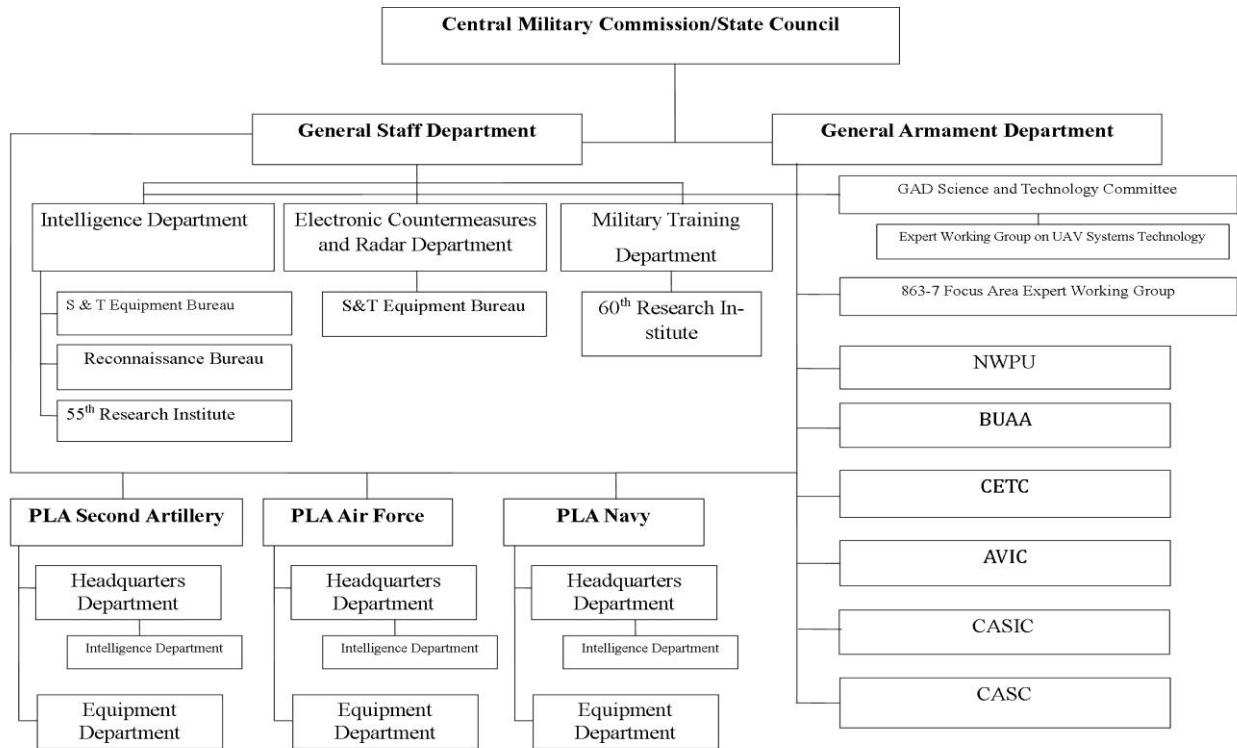 Central Military Commission/State Council
General Staff Department
General Armament Department
Intelligence Department
Electronic Countermeasures
and Radar Department
Military Training
Department
S & T Equipment Bureau
Reconnaissance Bureau
55th Research Institute
S&T Equipment Bureau
60th Research In-
stitute
GAD Science and Technology Committee
Expert Working Group on UAV Systems Technology
863-7 Focus Area Expert Working Group
NWPU
BUAA
CETC
AVIC
CASIC
CASC
PLA Second Artillery
Headquarters
Department
Intelligence Department
Equipment
Department
PLA Air Force
Headquarters
Department
Intelligence Department
Equipment
Department
PLA Navy
Headquarters
Department
Intelligence Department
Equipment
Department